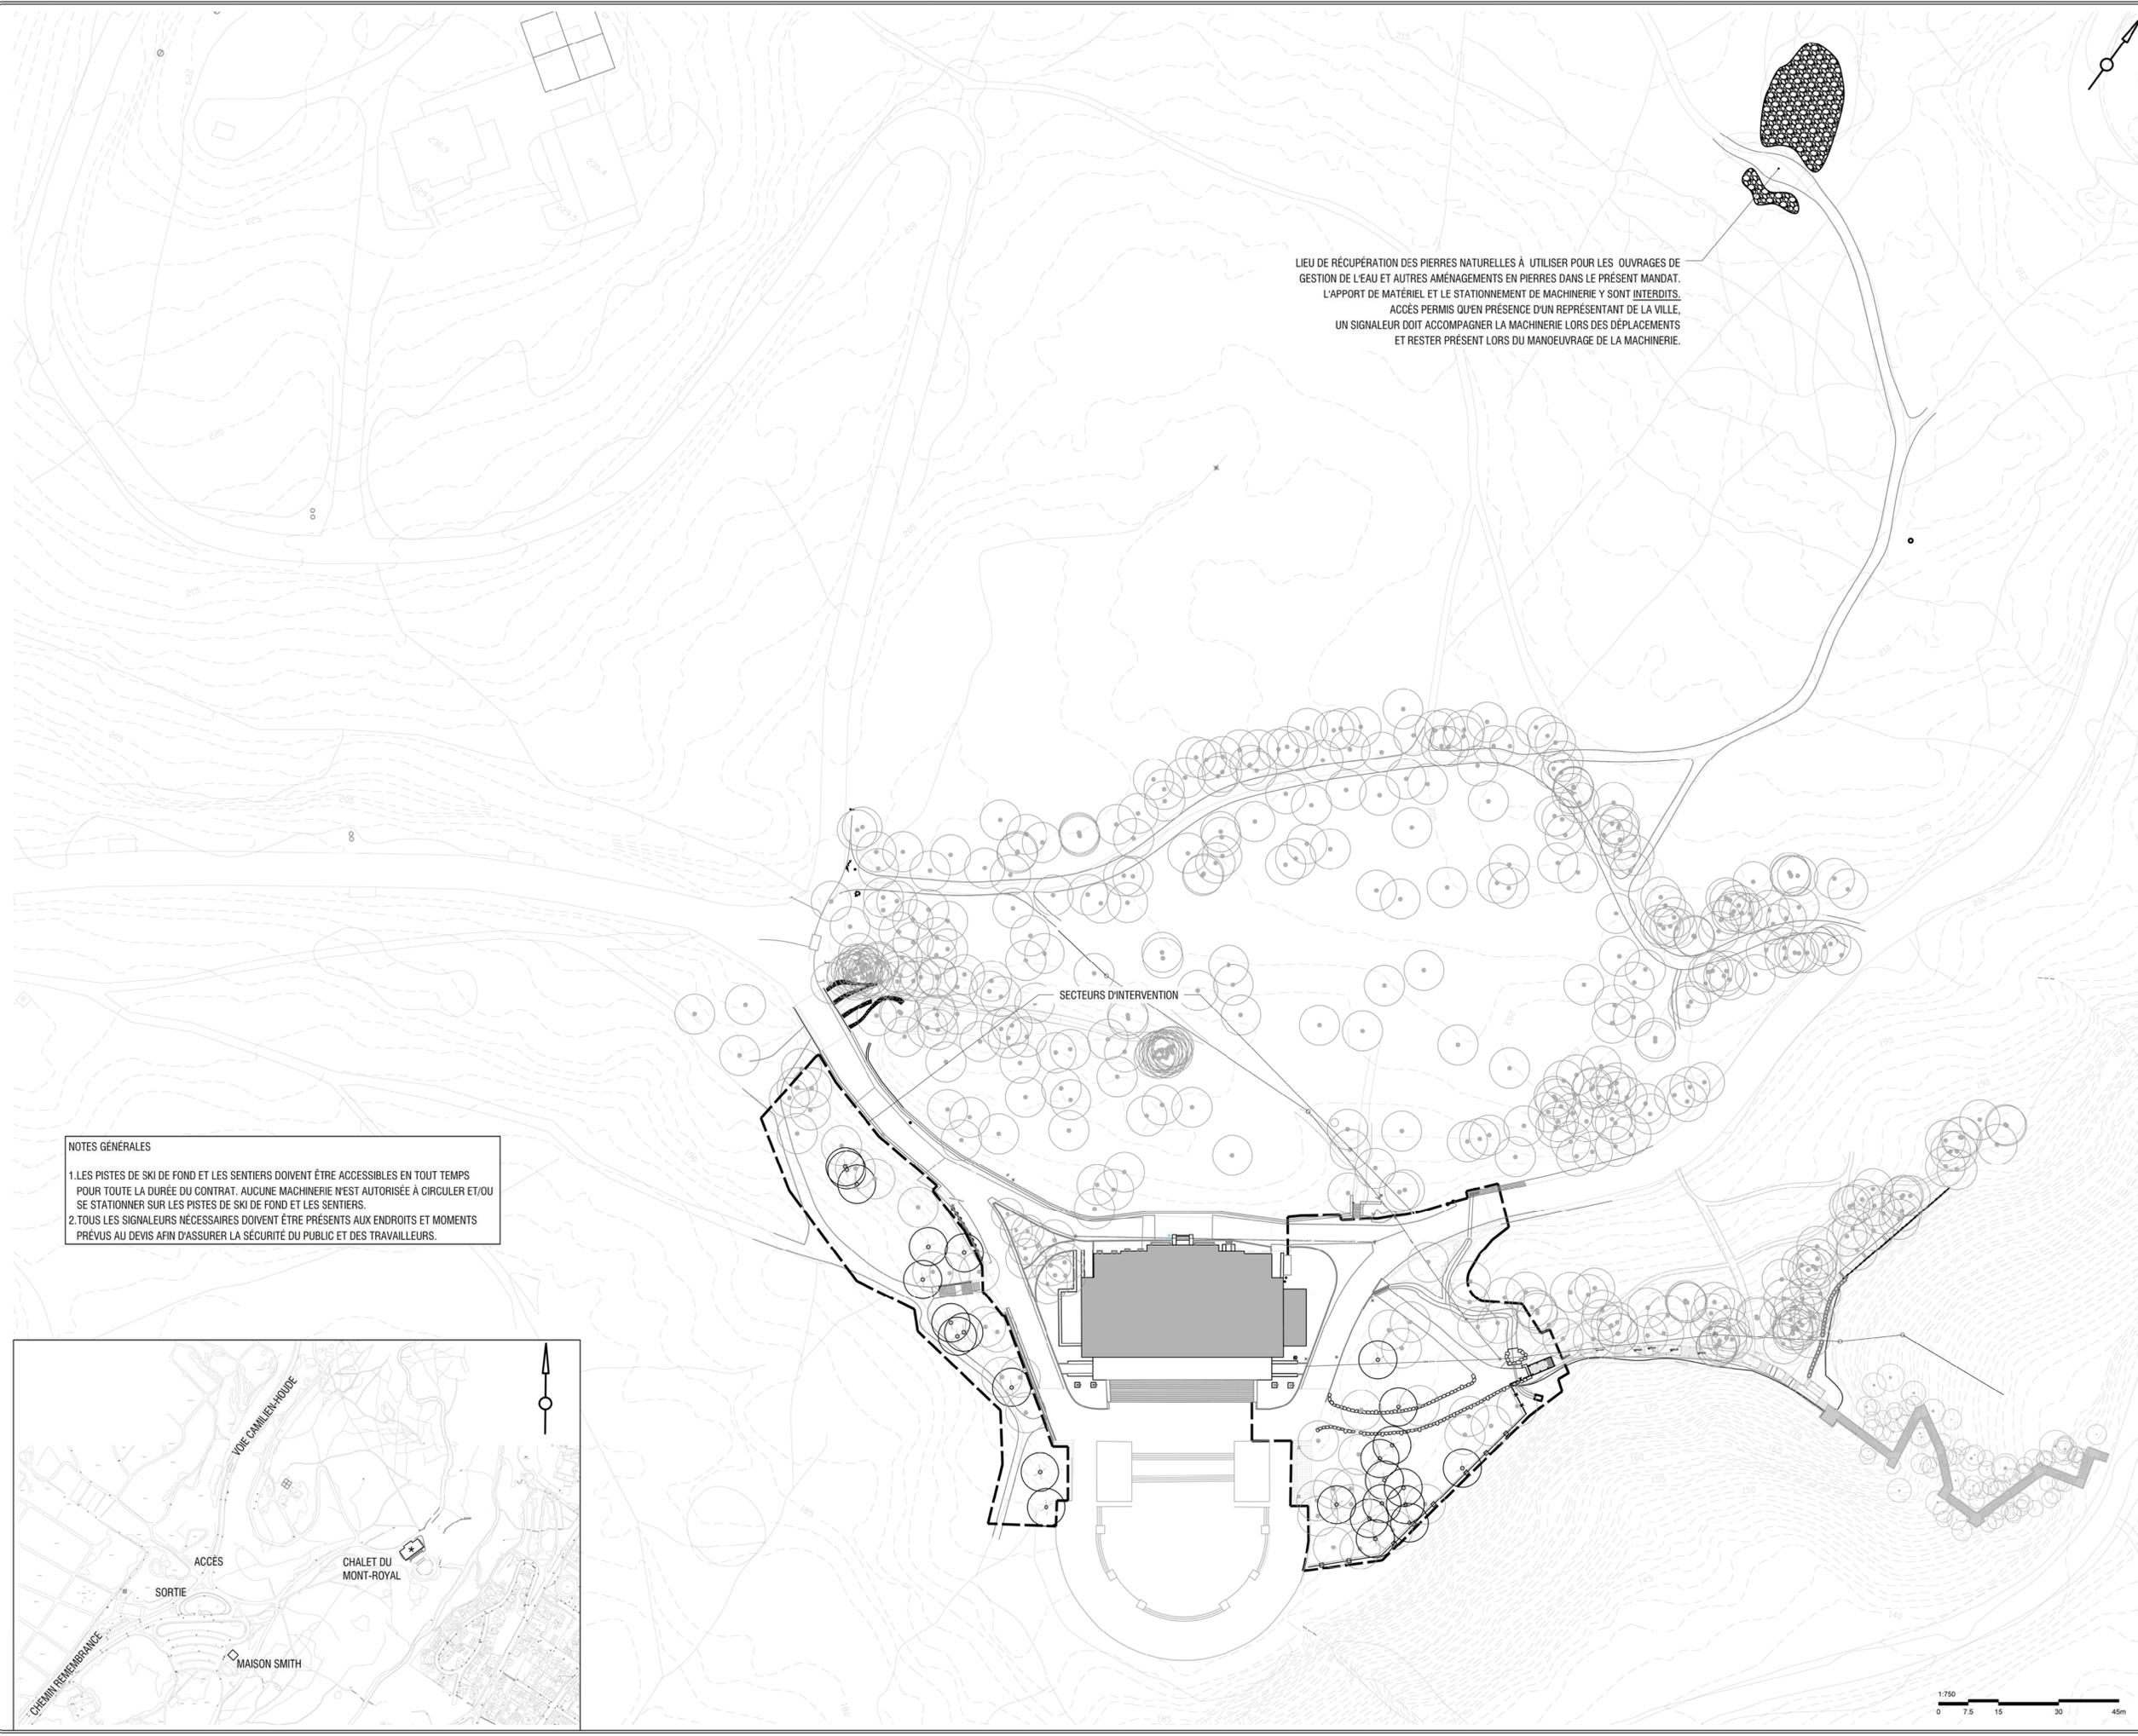 LIEU DE RÉCUPÉRATION DES PIERRES NATURELLES À UTILISER POUR LES OUVRAGES DE
GESTION DE L'EAU ET AUTRES AMÉNAGEMENTS EN PIERRES DANS LE PRÉSENT MANDAT.
L'APPORT DE MATÉRIEL ET LE STATIONNEMENT DE MACHINERIE Y SONT INTERDITS.
ACCÈS PERMIS QU'EN PRÉSENCE D'UN REPRÉSENTANT DE LA VILLE,
UN SIGNALEUR DOIT ACCOMPAGNER LA MACHINERIE LORS DES DÉPLACEMENTS
ET RESTER PRÉSENT LORS DU MANOEUVRAGE DE LA MACHINERIE.
SECTEURS D'INTERVENTION
NOTES GÉNÉRALES
1.LES PISTES DE SKI DE FOND ET LES SENTIERS DOIVENT ÊTRE ACCESSIBLES EN TOUT TEMPS
POUR TOUTE LA DURÉE DU CONTRAT. AUCUNE MACHINERIE N'EST AUTORISÉE À CIRCULER ET/OU
SE STATIONNER SUR LES PISTES DE SKI DE FOND ET LES SENTIERS.
2.TOUS LES SIGNALEURS NÉCESSAIRES DOIVENT ÊTRE PRÉSENTS AUX ENDROITS ET MOMENTS
PRÉVUS AU DEVIS AFIN D'ASSURER LA SÉCURITÉ DU PUBLIC ET DES TRAVAILLEURS.
VOIE CAMILIEN-HOUDE
ACCÈS
CHALET DU
MONT-ROYAL
SORTIE
CHEMIN REMEMBRANCE
MAISON SMITH
1:750
0 7.5 15 30 45m